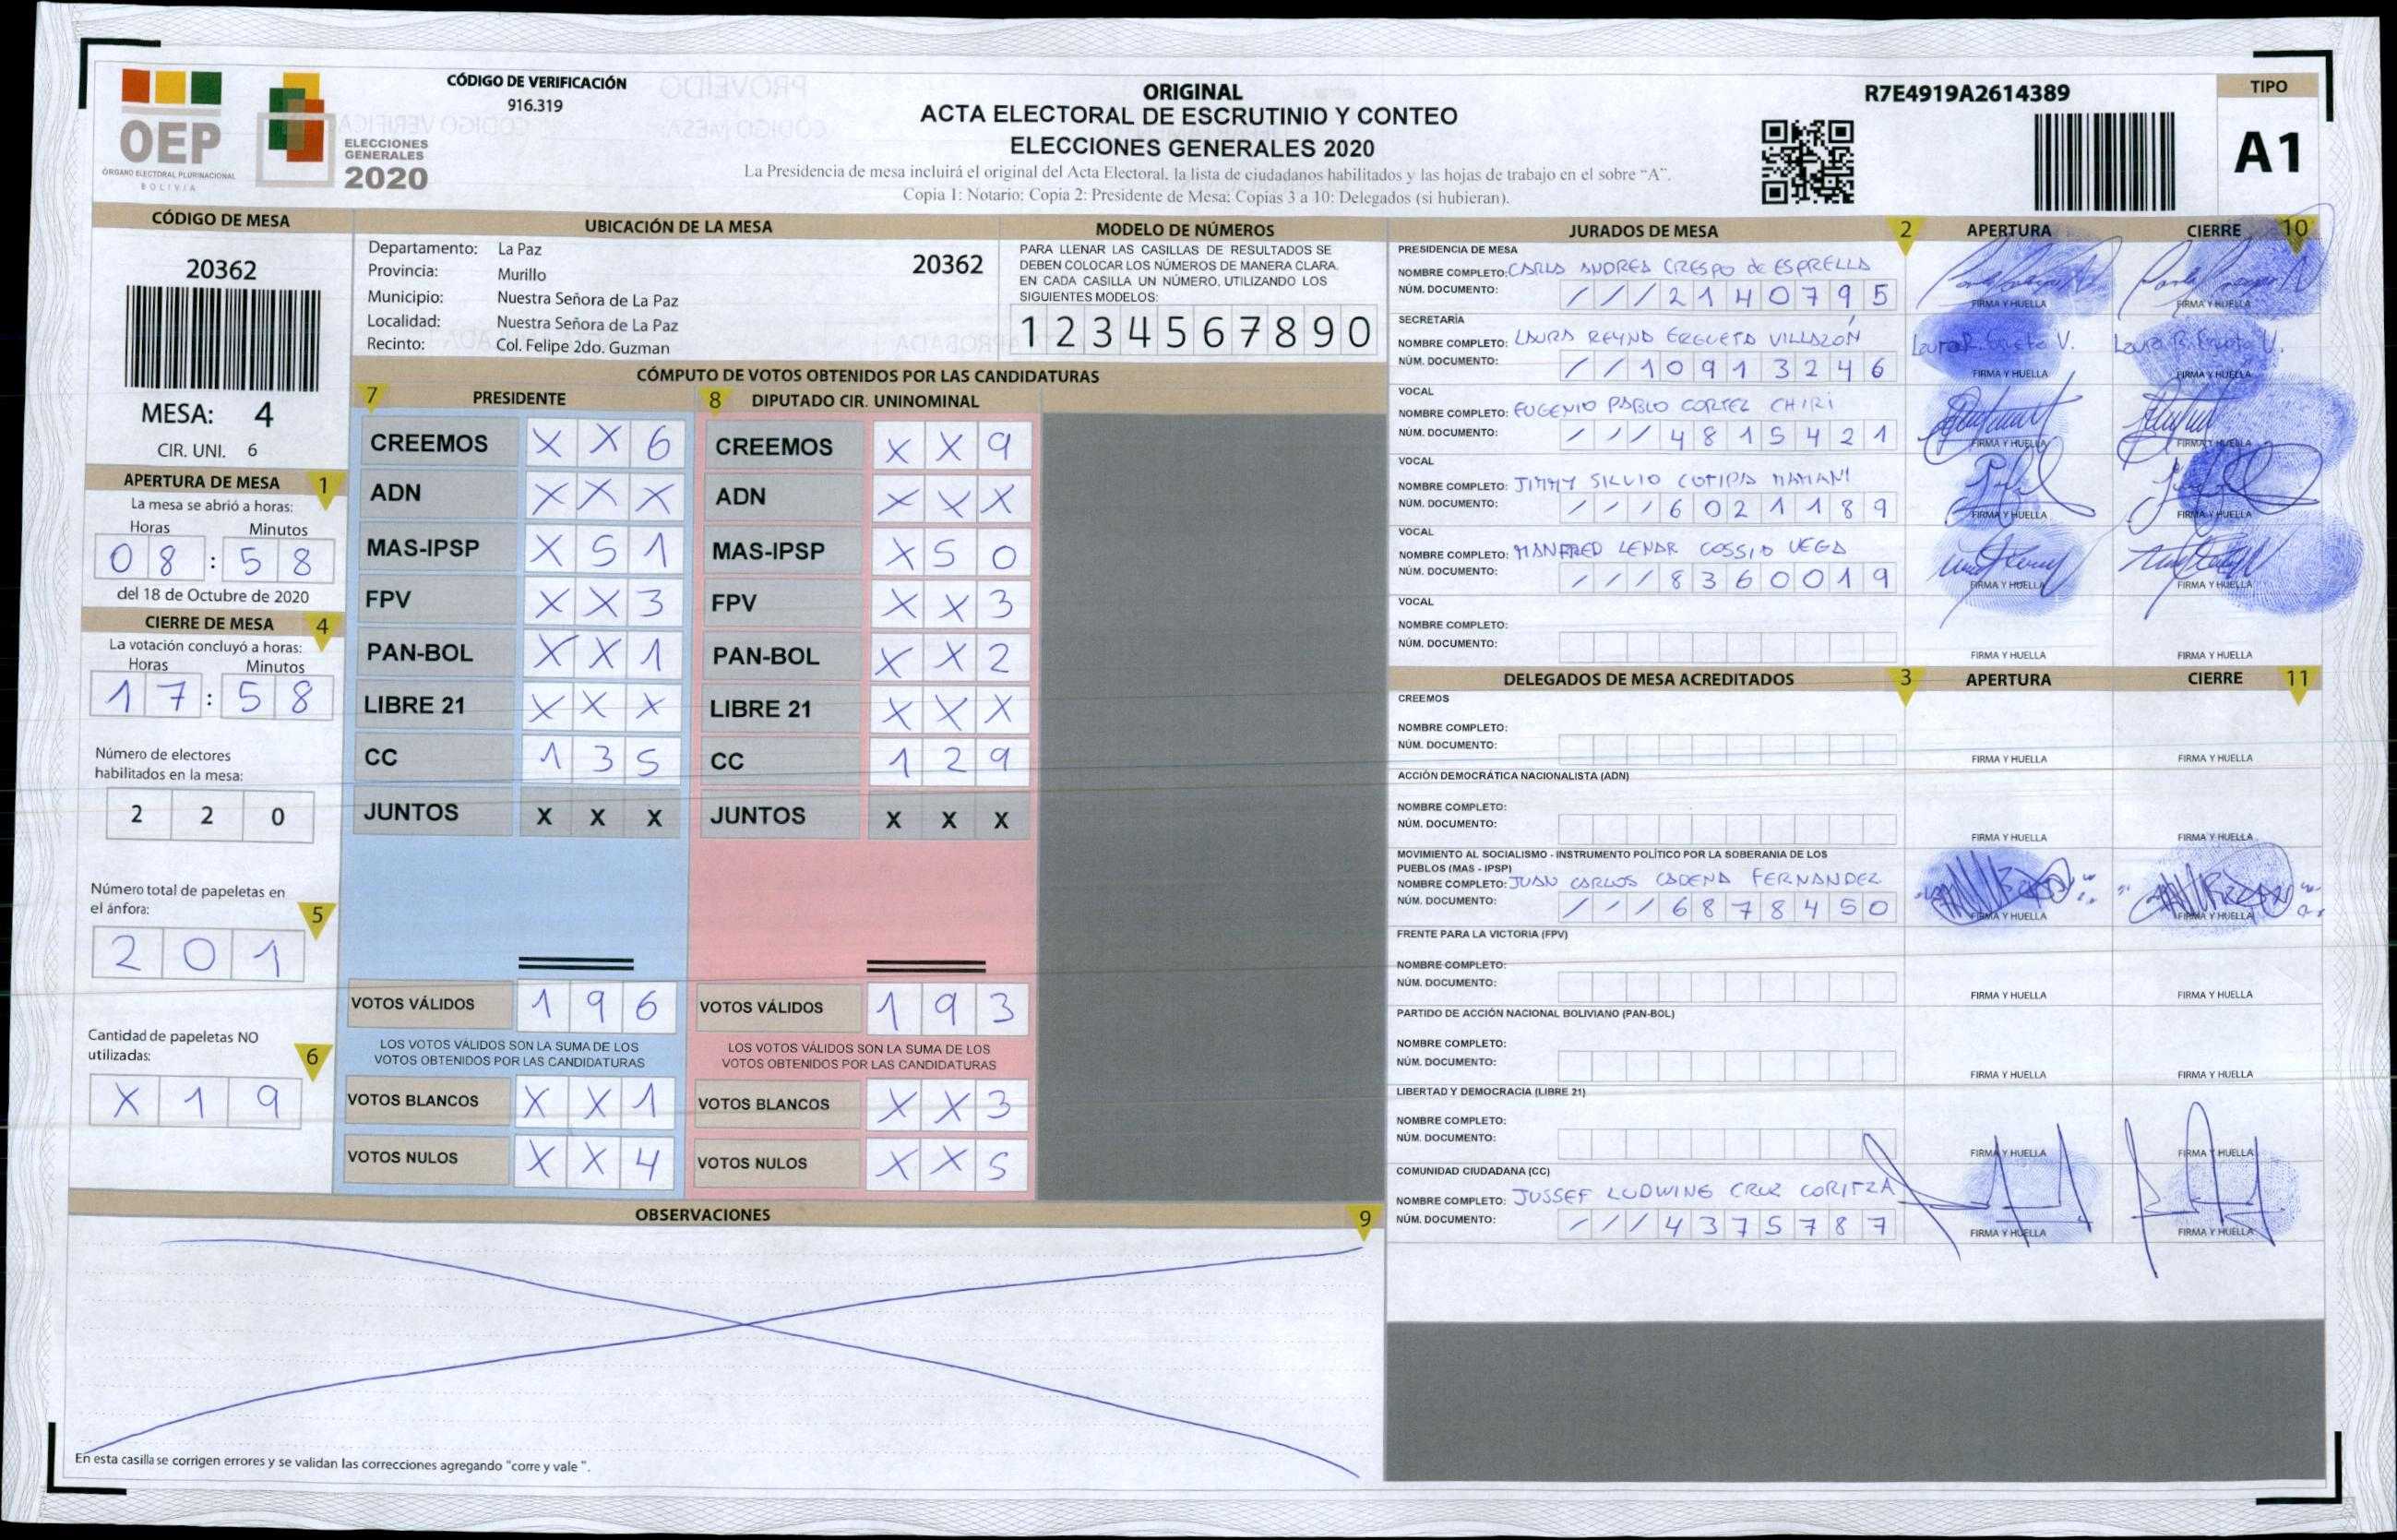 OEP
ÓRGANO ELECTORAL PLURINACIONAL
BOLIVIA
ELECCIONES
GENERALES
2020
CÓDIGO DE VERIFICACIÓN
916.319
ORIGINAL
ACTA ELECTORAL DE ESCRUTINIO Y CONTEO
ELECCIONES GENERALES 2020
La Presidencia de mesa incluirá el original del Acta Electoral, la lista de ciudadanos habilitados y las hojas de trabajo en el sobre “A”.
Copia 1: Notario; Copia 2: Presidente de Mesa; Copias 3 a 10: Delegados (si hubieran).
R7E4919A2614389
TIPO
A1
CÓDIGO DE MESA
20362
MESA: 4
CIR. UNI. 6
APERTURA DE MESA 1
La mesa se abrió a horas:
Horas Minutos
0 8 : 5 8
del 18 de Octubre de 2020
CIERRE DE MESA 4
La votación concluyó a horas:
Horas Minutos
1 7 : 5 8
Número de electores
habilitados en la mesa:
2 2 0
Número total de papeletas en
el ánfora: 5
2 0 1
Cantidad de papeletas NO
utilizadas: 6
X 1 9
UBICACIÓN DE LA MESA
Departamento: La Paz 20362
Provincia: Murillo
Municipio: Nuestra Señora de La Paz
Localidad: Nuestra Señora de La Paz
Recinto: Col. Felipe 2do. Guzman
MODELO DE NÚMEROS
PARA LLENAR LAS CASILLAS DE RESULTADOS SE
DEBEN COLOCAR LOS NÚMEROS DE MANERA CLARA.
EN CADA CASILLA UN NÚMERO, UTILIZANDO LOS
SIGUIENTES MODELOS:
1 2 3 4 5 6 7 8 9 0
CÓMPUTO DE VOTOS OBTENIDOS POR LAS CANDIDATURAS
7 PRESIDENTE
CREEMOS X X 6
ADN X X X
MAS-IPSP X 5 1
FPV X X 3
PAN-BOL X X 1
LIBRE 21 X X X
CC 1 3 5
JUNTOS X X X
VOTOS VÁLIDOS 1 9 6
LOS VOTOS VÁLIDOS SON LA SUMA DE LOS
VOTOS OBTENIDOS POR LAS CANDIDATURAS
VOTOS BLANCOS X X 1
VOTOS NULOS X X 4
8 DIPUTADO CIR. UNINOMINAL
CREEMOS X X 9
ADN X X X
MAS-IPSP X 5 0
FPV X X 3
PAN-BOL X X 2
LIBRE 21 X X X
CC 1 2 9
JUNTOS X X X
VOTOS VÁLIDOS 1 9 3
LOS VOTOS VÁLIDOS SON LA SUMA DE LOS
VOTOS OBTENIDOS POR LAS CANDIDATURAS
VOTOS BLANCOS X X 3
VOTOS NULOS X X 5
OBSERVACIONES 9
En esta casilla se corrigen errores y se validan las correcciones agregando "corre y vale ".
JURADOS DE MESA 2 APERTURA CIERRE 10
PRESIDENCIA DE MESA
NOMBRE COMPLETO: CARLA ANDREA CRESPO de ESPRELLA
NÚM. DOCUMENTO: / / / 2 1 4 0 7 9 5 FIRMA Y HUELLA FIRMA Y HUELLA
SECRETARÍA
NOMBRE COMPLETO: LAURA REYNA ERGUETA VILLAZÓN
NÚM. DOCUMENTO: / / 1 0 9 1 3 2 4 6 FIRMA Y HUELLA FIRMA Y HUELLA
VOCAL
NOMBRE COMPLETO: EUGENIO PABLO CORTEZ CHIRI
NÚM. DOCUMENTO: / / / 4 8 1 5 4 2 1 FIRMA Y HUELLA FIRMA Y HUELLA
VOCAL
NOMBRE COMPLETO: JIMMY SILVIO COTIPA MAMANI
NÚM. DOCUMENTO: / / / 6 0 2 1 1 8 9 FIRMA Y HUELLA FIRMA Y HUELLA
VOCAL
NOMBRE COMPLETO: MANFRED LENAR COSSIO VEGA
NÚM. DOCUMENTO: / / / 8 3 6 0 0 1 9 FIRMA Y HUELLA FIRMA Y HUELLA
VOCAL
NOMBRE COMPLETO:
NÚM. DOCUMENTO: FIRMA Y HUELLA FIRMA Y HUELLA
DELEGADOS DE MESA ACREDITADOS 3 APERTURA CIERRE 11
CREEMOS
NOMBRE COMPLETO:
NÚM. DOCUMENTO: FIRMA Y HUELLA FIRMA Y HUELLA
ACCIÓN DEMOCRÁTICA NACIONALISTA (ADN)
NOMBRE COMPLETO:
NÚM. DOCUMENTO: FIRMA Y HUELLA FIRMA Y HUELLA
MOVIMIENTO AL SOCIALISMO - INSTRUMENTO POLÍTICO POR LA SOBERANIA DE LOS
PUEBLOS (MAS - IPSP)
NOMBRE COMPLETO: JUAN CARLOS CADENA FERNANDEZ
NÚM. DOCUMENTO: / / / 6 8 7 8 4 5 0 FIRMA Y HUELLA FIRMA Y HUELLA
FRENTE PARA LA VICTORIA (FPV)
NOMBRE COMPLETO:
NÚM. DOCUMENTO: FIRMA Y HUELLA FIRMA Y HUELLA
PARTIDO DE ACCIÓN NACIONAL BOLIVIANO (PAN-BOL)
NOMBRE COMPLETO:
NÚM. DOCUMENTO: FIRMA Y HUELLA FIRMA Y HUELLA
LIBERTAD Y DEMOCRACIA (LIBRE 21)
NOMBRE COMPLETO:
NÚM. DOCUMENTO: FIRMA Y HUELLA FIRMA Y HUELLA
COMUNIDAD CIUDADANA (CC)
NOMBRE COMPLETO: JUSSEF LUDWING CRUZ CORITZA
NÚM. DOCUMENTO: / / / 4 3 7 5 7 8 7 FIRMA Y HUELLA FIRMA Y HUELLA